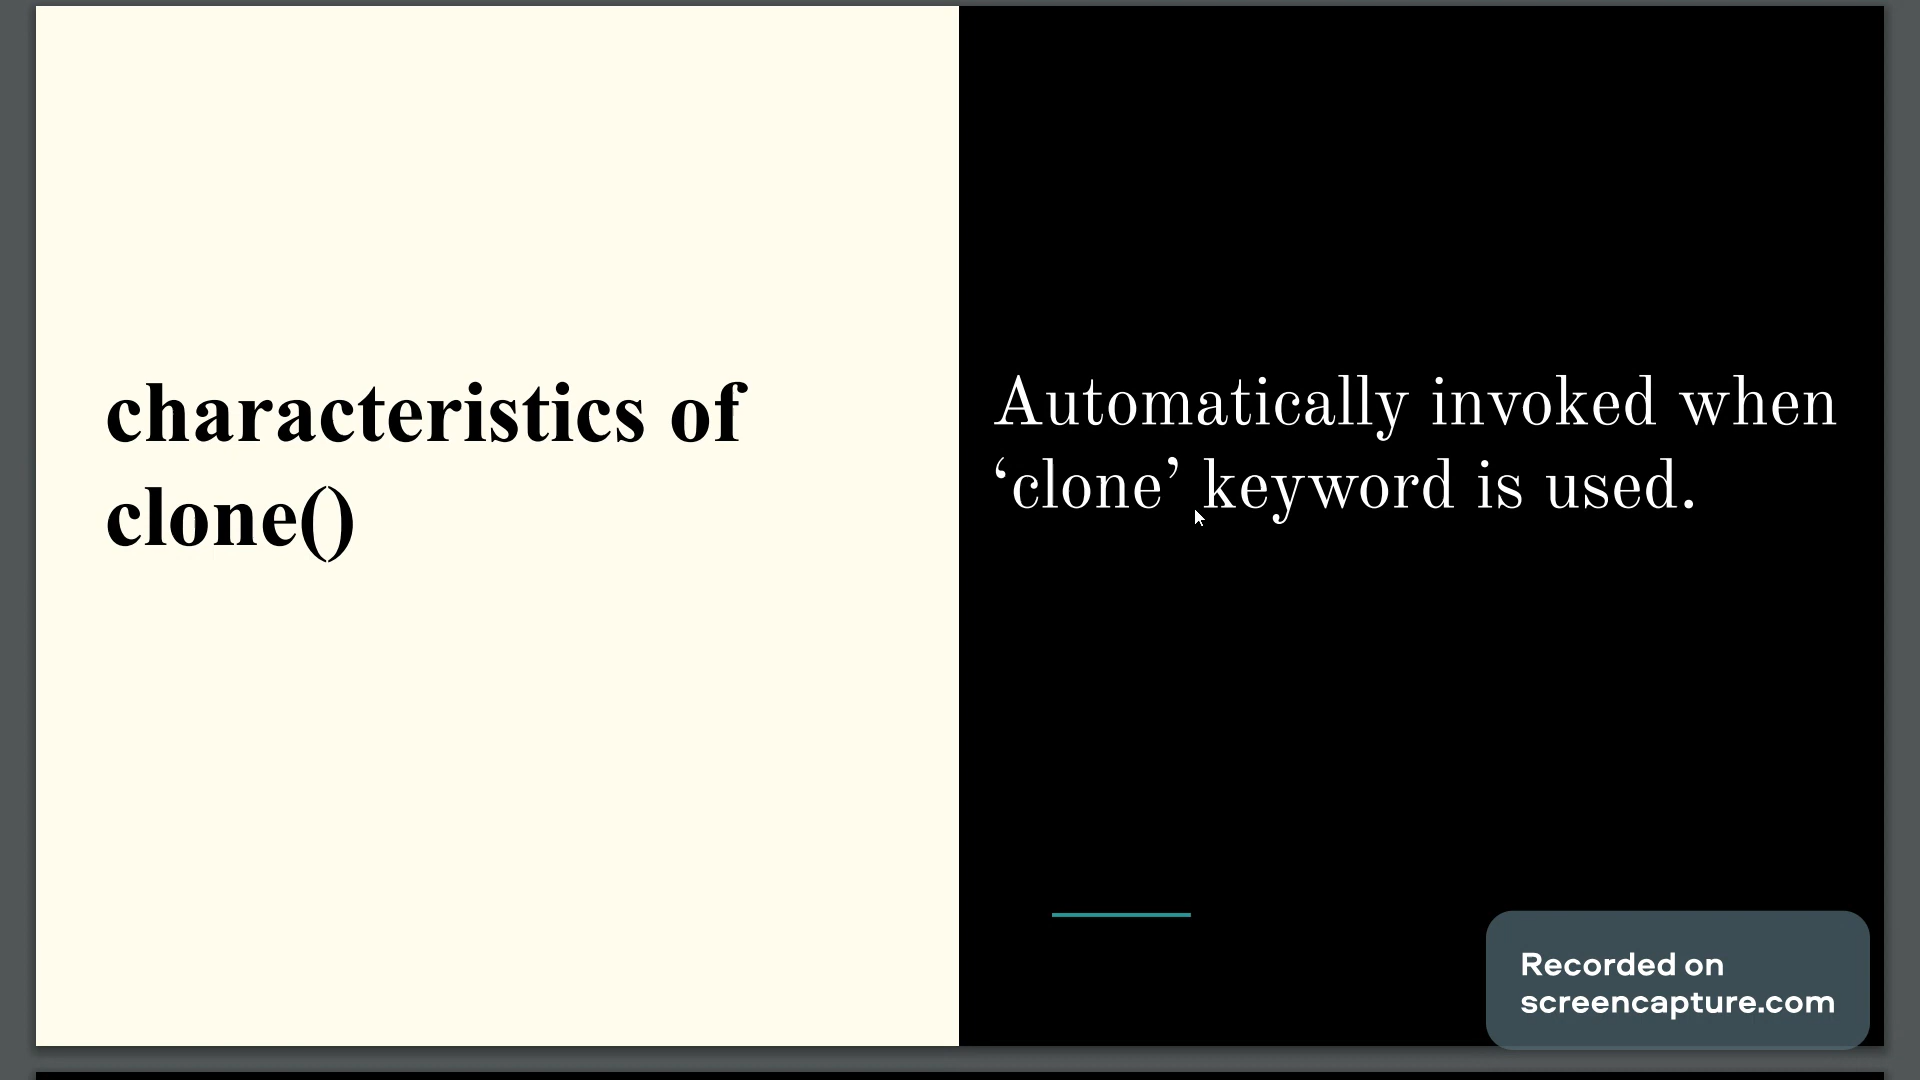 characteristics of
clone()
Automatically invoked when
‘clone’ keyword is used.
Recorded on
screencapture.com